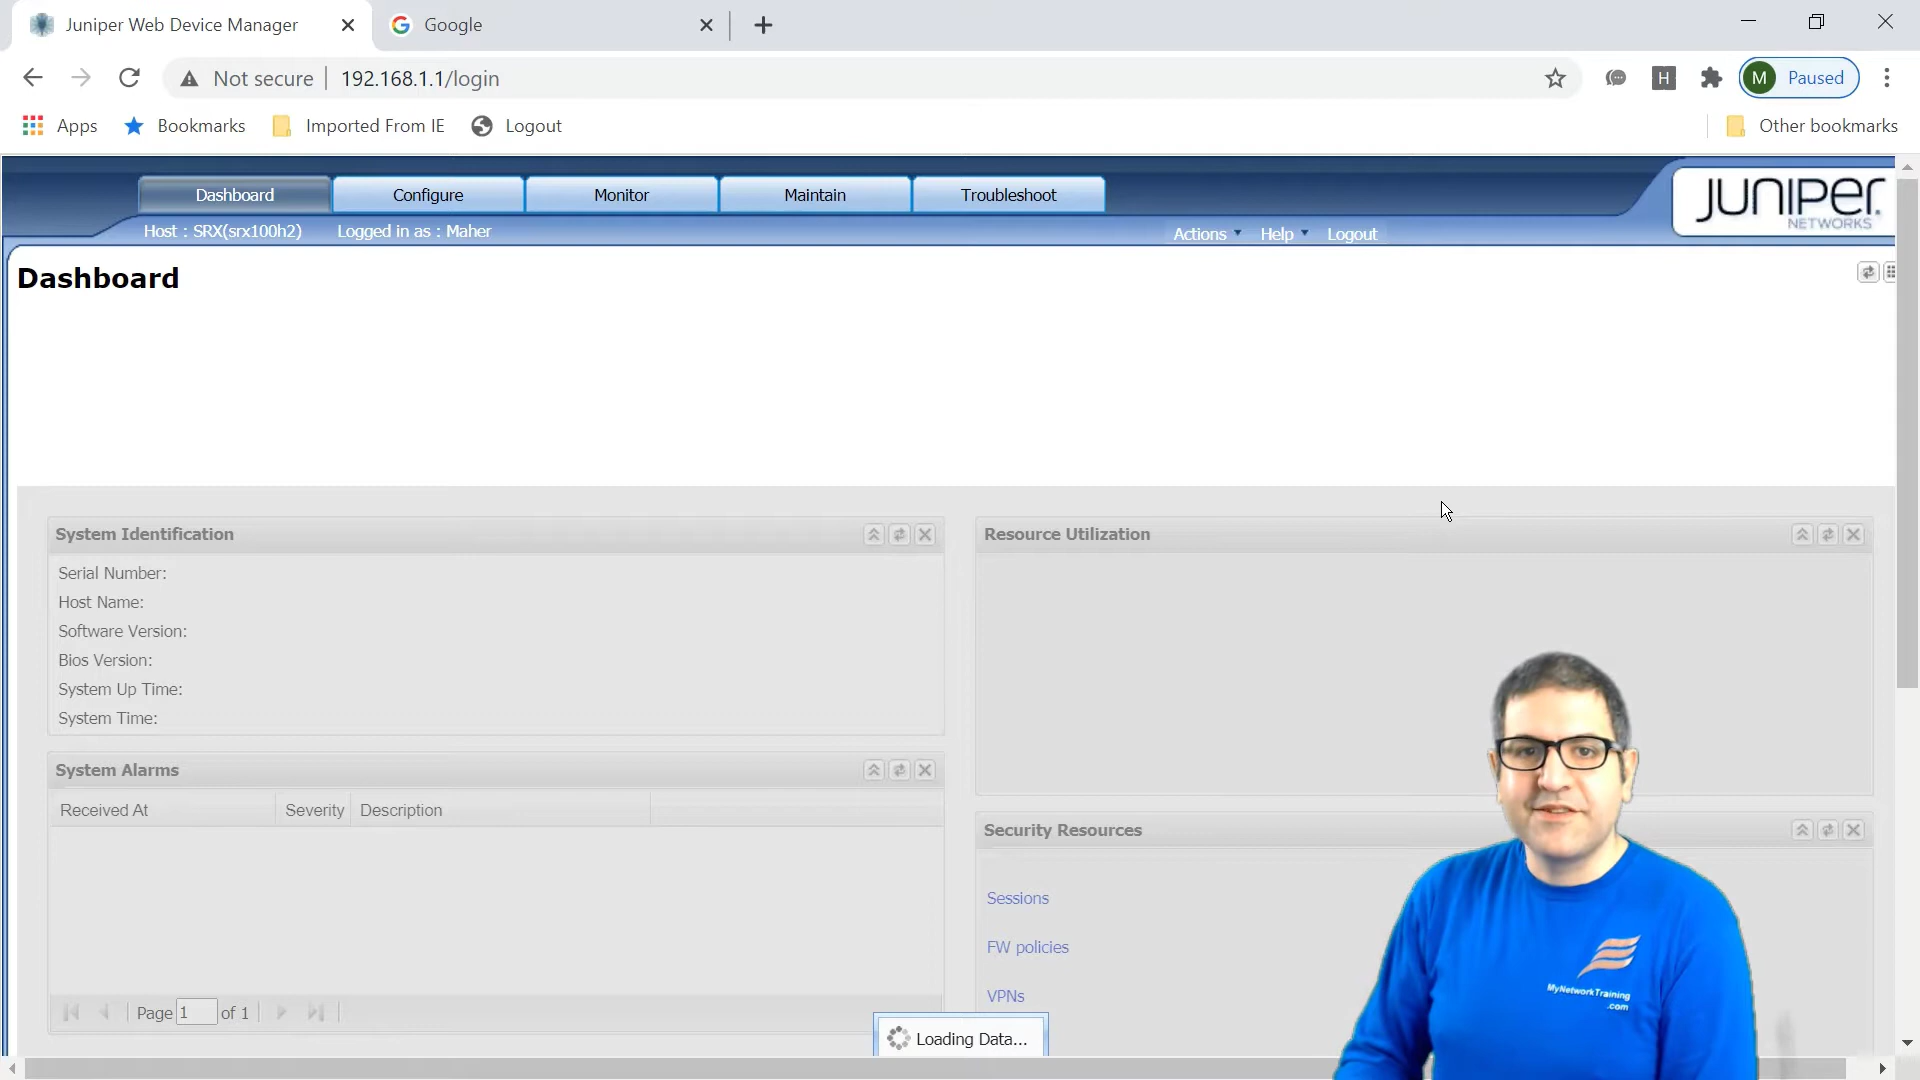 Juniper Web Device Manager
Google
Not secure
192.168.1.1/login
H
M
Paused
Apps
Bookmarks
Imported From IE
Logout
Other bookmarks
Dashboard
Configure
Monitor
Maintain
Troubleshoot
JUNIPER
NETWORKS
Host : SRX(srx100h2)
Logged in as : Maher
Actions
Help
Logout
Dashboard
System Identification
Serial Number:
Host Name:
Software Version:
Bios Version:
System Up Time:
System Time:
System Alarms
Received At
Severity
Description
Page 1 of 1
Resource Utilization
Security Resources
Sessions
FW policies
VPNs
Loading Data...
MyNetworkTraining
.com